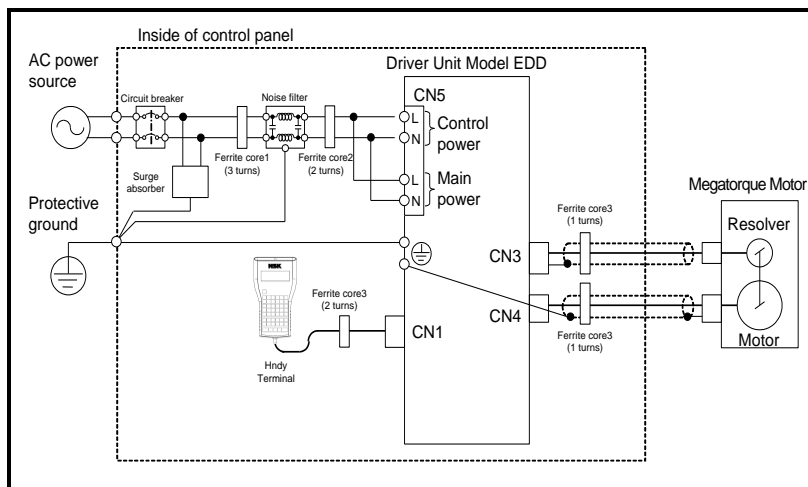 Inside of control panel
AC power
source
Driver Unit Model EDD
Circuit breaker
Noise filter
CN5
L
N
Control
power
Ferrite core1
(3 turns)
Ferrite core2
(2 turns)
Surge
absorber
L
N
Main
power
Protective
ground
Megatorque Motor
Ferrite core3
(1 turns)
Resolver
CN3
NSK
Ferrite core3
(2 turns)
CN4
CN1
Ferrite core3
(1 turns)
Motor
Hndy
Terminal